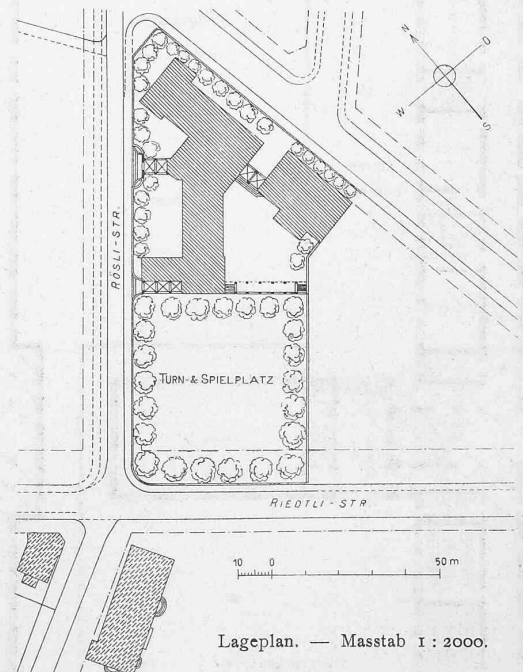 N
O
W
S
RÖSLI-STR.
TURN-& SPIELPLATZ
RIEDTLI-STR.
10 0 50 m
Lageplan. — Masstab 1 : 2000.